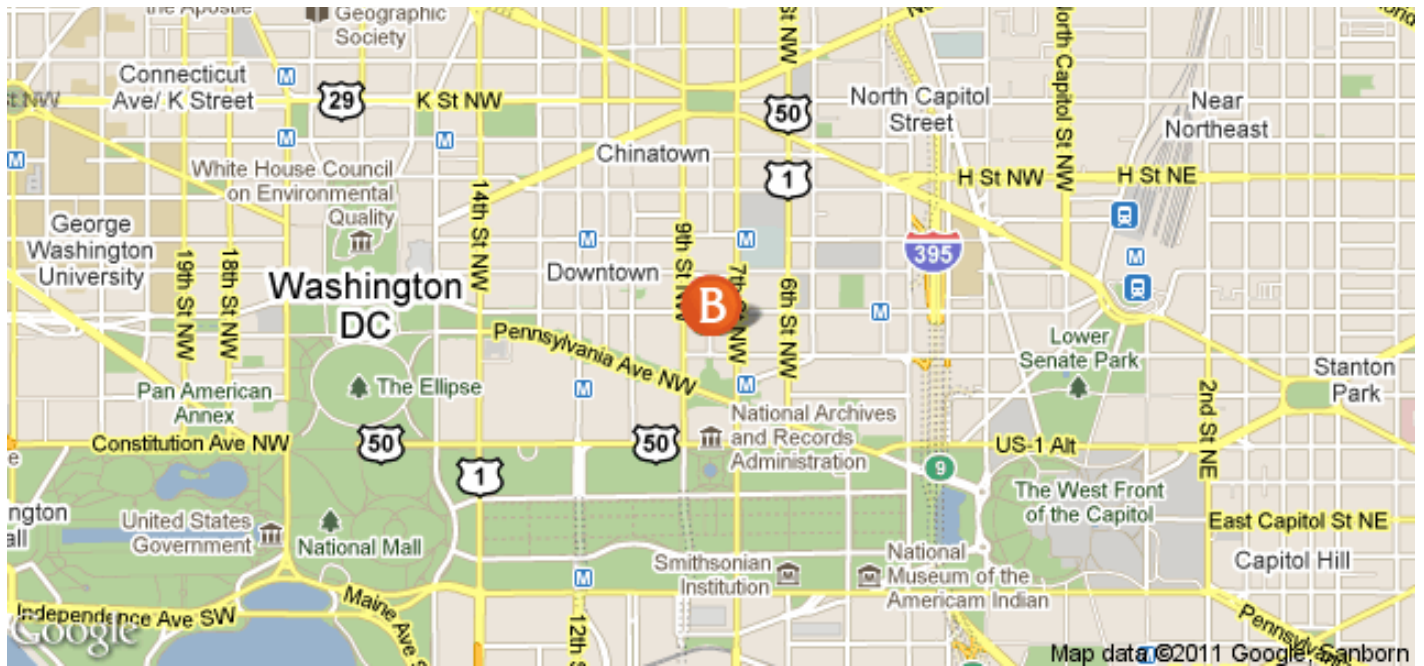 the Apostle
Geographic
Society
Connecticut
Ave/ K Street
St NW
M
29
K St NW
50
North Capitol
Street
North Capitol St NW
Near
Northeast
M
M
M
Chinatown
White House Council
on Environmental
Quality
1
H St NW
H St NE
14th St NW
George
Washington
University
19th St NW
18th St NW
9th St NW
M
M
395
M
Washington
DC
Downtown
B
7th St NW
6th St NW
M
Pennsylvania Ave NW
Lower
Senate Park
Stanton
Park
Pan American
Annex
The Ellipse
M
M
2nd St NE
National Archives
and Records
Administration
Constitution Ave NW
50
50
US-1 Alt
1
9
The West Front
of the Capitol
United States
Government
National Mall
East Capitol St NE
Smithsonian
Institution
National
Museum of the
Americam Indian
Capitol Hill
M
Independence Ave SW
Maine Ave S
12th S
Google
M
Map data ©2011 Google, Sanborn